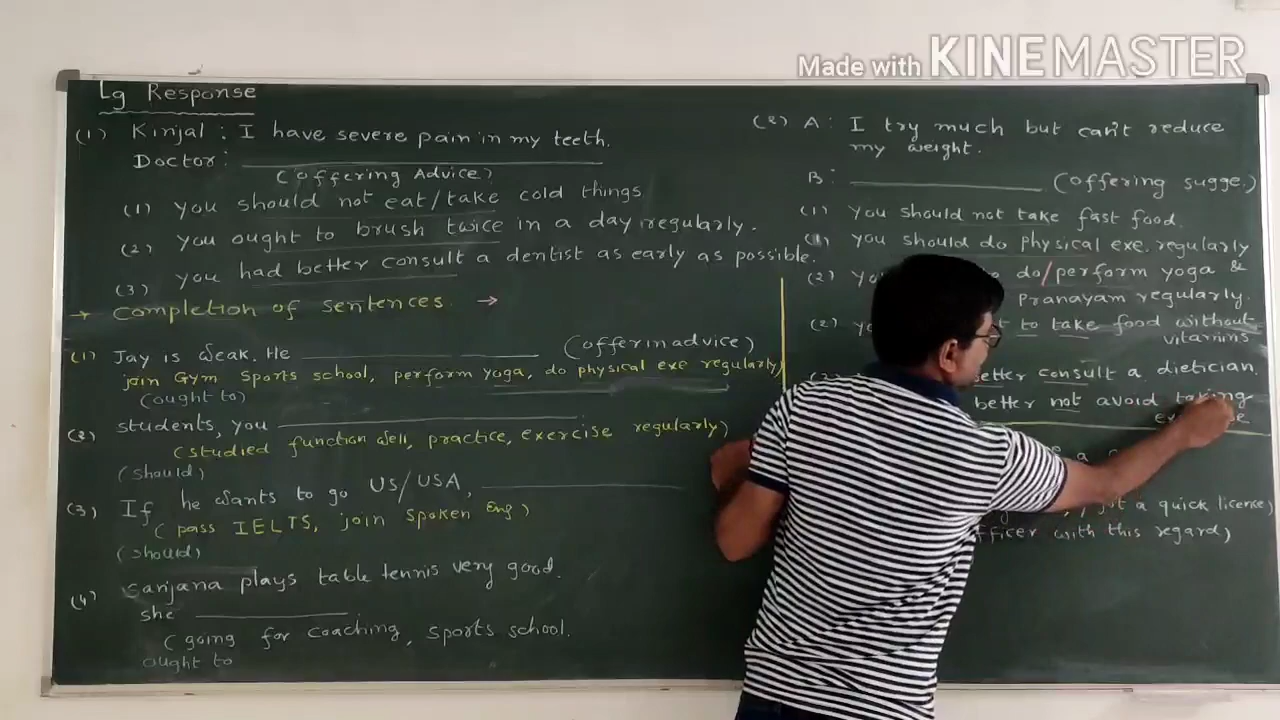 Made with KINEMASTER
Lg Response
(1) Kinjal : I have severe pain in my teeth.
Doctor :
(offering Advice)
(1) you should not eat/take cold things
(2) you ought to brush twice in a day regularly.
(3) you had better consult a dentist as early as possible.
→ Completion of sentences. →
(1) Jay is weak. He (offerin advice)
join Gym Sports school, perform yoga, do physical exe regularly)
(ought to)
(2) students, you
(studied function well, practice, exercise regularly)
(should)
(3) If he wants to go US/USA,
( pass IELTS, join Spoken Eng )
(should)
(4) Sanjana plays table tennis very good.
she
( going for coaching, sports school.
ought to
(2) A : I try much but can't reduce
my weight.
B : (offering sugge.)
(1) you should not take fast food.
(1) you should do physical exe. regularly
(2) do/perform yoga &
Pranayam regularly.
(2) to take food without
vitamins
consult a dietician.
better not avoid taking
a quick licence)
with this regard)